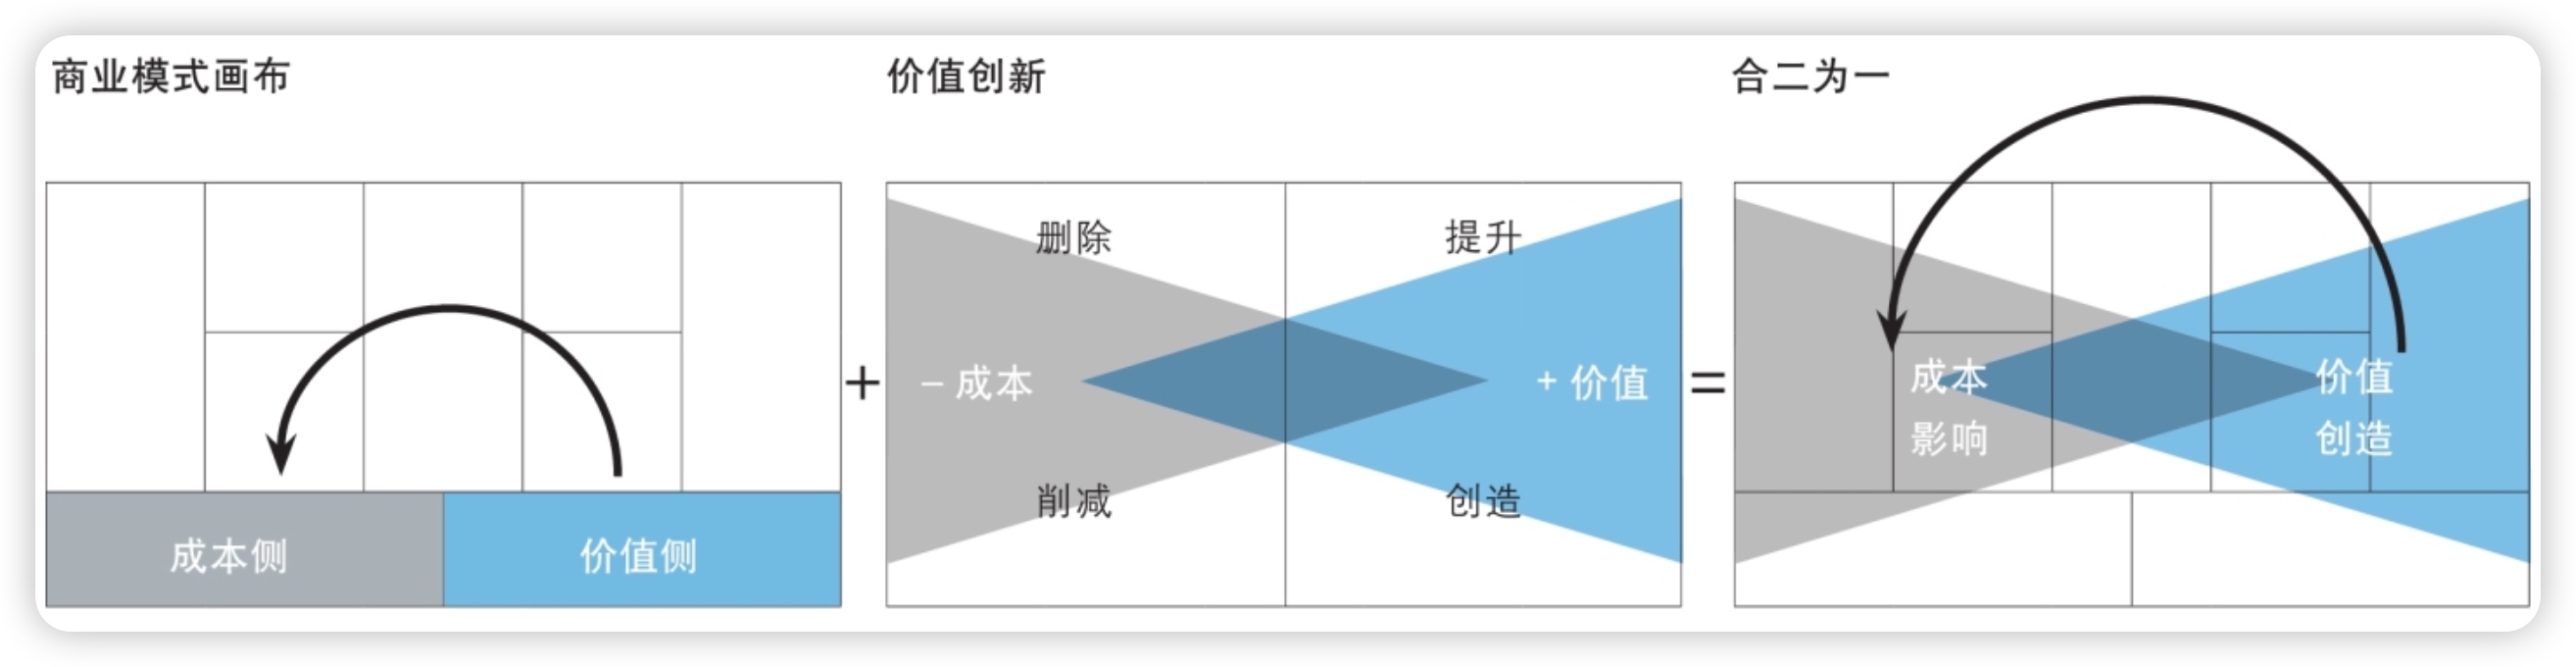 商业模式画布
成本侧
价值侧
+
价值创新
删除
提升
– 成本
+ 价值
削减
创造
=
合二为一
成本
影响
价值
创造